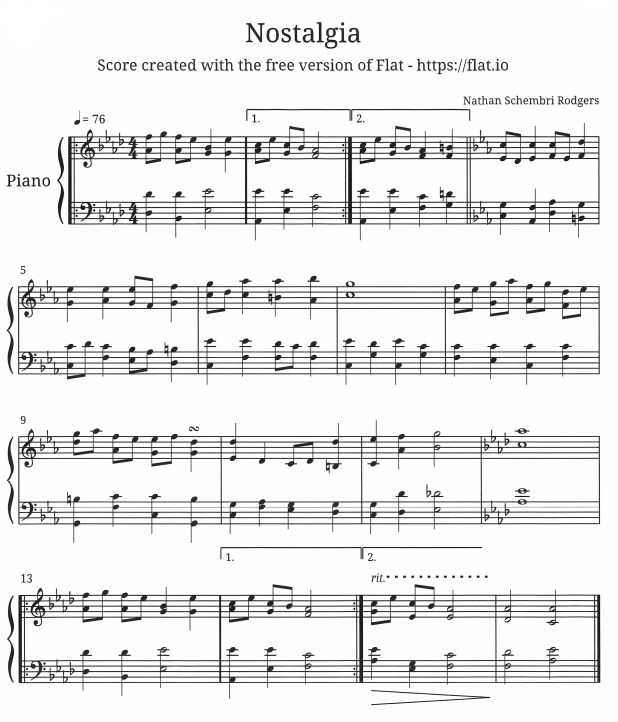 Nostalgia
Score created with the free version of Flat - https://flat.io
Nathan Schembri Rodgers
= 76
1.
2.
Piano
5
9
1.
2.
13
rit.